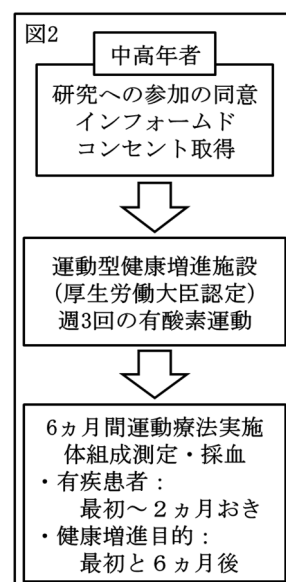 図2
中高年者
研究への参加の同意
インフォームド
コンセント取得
運動型健康増進施設
(厚生労働大臣認定)
週3回の有酸素運動
6ヵ月間運動療法実施
体組成測定・採血
・有疾患者：
最初～2ヵ月おき
・健康増進目的：
最初と6ヵ月後